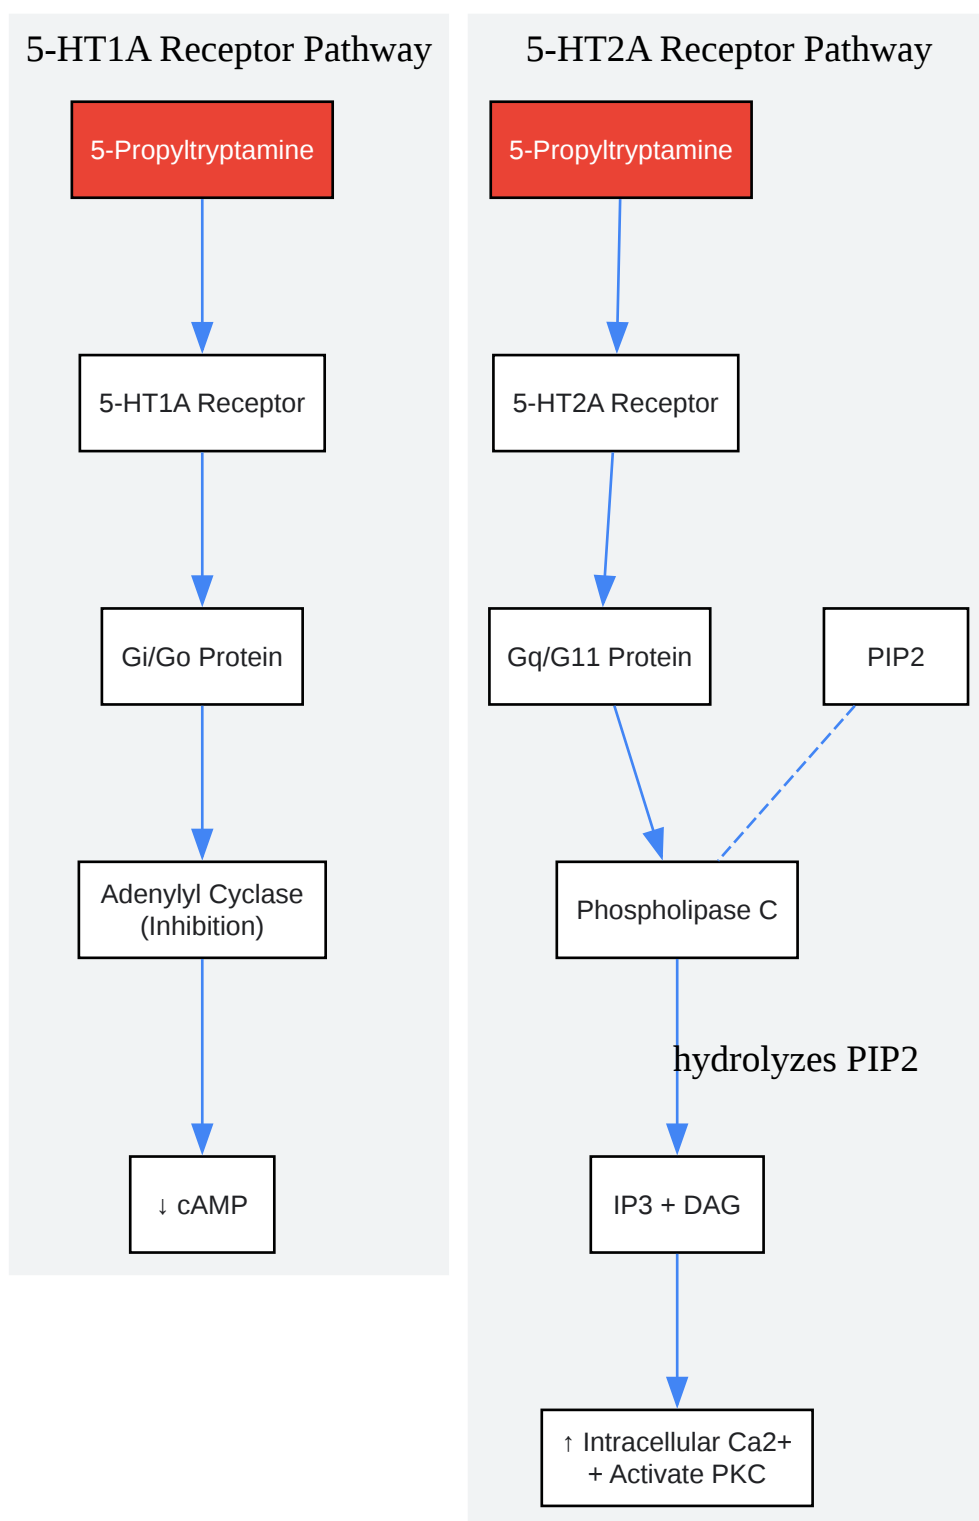 5-HT1A Receptor Pathway
5-Propyltryptamine
5-HT1A Receptor
Gi/Go Protein
Adenylyl Cyclase
(Inhibition)
↓ cAMP
5-HT2A Receptor Pathway
5-Propyltryptamine
5-HT2A Receptor
Gq/G11 Protein
PIP2
Phospholipase C
hydrolyzes PIP2
IP3 + DAG
↑ Intracellular Ca2+
+ Activate PKC